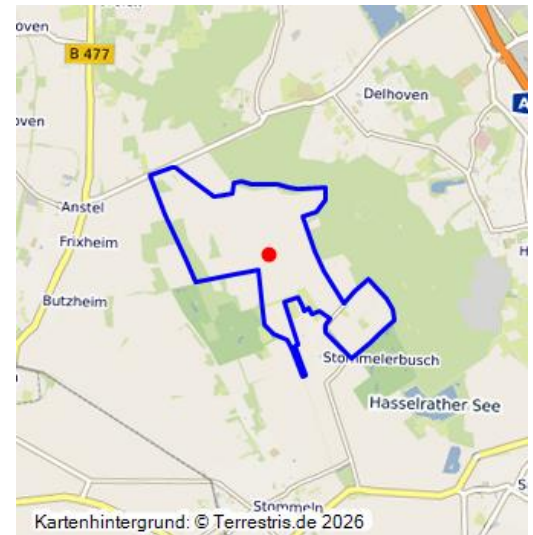 oven
B 477
Delhoven
A
oven
Anstel
Frixheim
H
Butzheim
Stommelerbusch
Hasselrather See
S
Stommeln
Kartenhintergrund: © Terrestris.de 2026